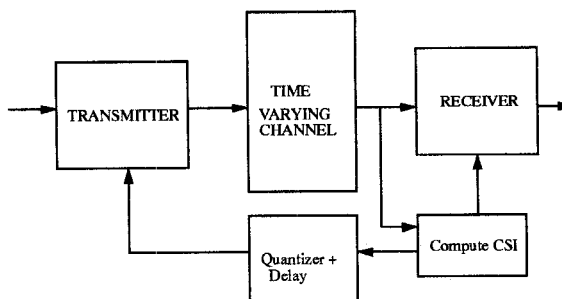 TRANSMITTER
TIME
VARYING
CHANNEL
RECEIVER
Quantizer +
Delay
Compute CSI